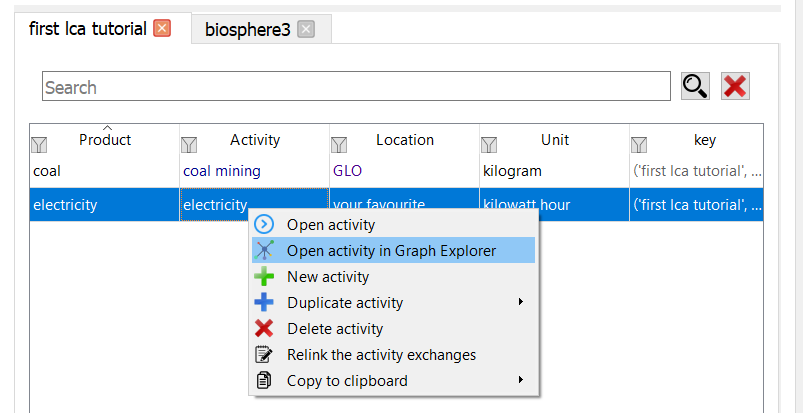 first lca tutorial biosphere3
Search
Product Activity Location Unit key
coal coal mining GLO kilogram ('first lca tutorial', ...
electricity electricity your favourite kilowatt hour ('first lca tutorial', ...
Open activity
Open activity in Graph Explorer
New activity
Duplicate activity
Delete activity
Relink the activity exchanges
Copy to clipboard